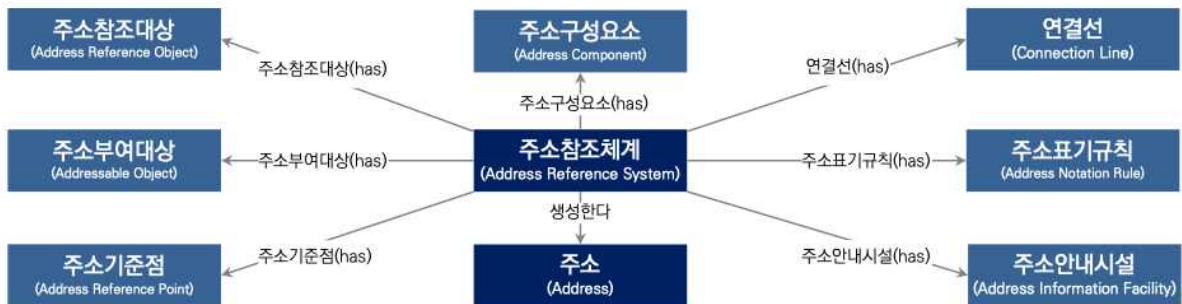 주소참조대상
(Address Reference Object)
주소구성요소
(Address Component)
연결선
(Connection Line)
주소참조대상(has)
연결선(has)
주소구성요소(has)
주소부여대상
(Addressable Object)
주소부여대상(has)
주소참조체계
(Address Reference System)
주소표기규칙(has)
주소표기규칙
(Address Notation Rule)
생성한다
주소기준점(has)
주소안내시설(has)
주소기준점
(Address Reference Point)
주소
(Address)
주소안내시설
(Address Information Facility)